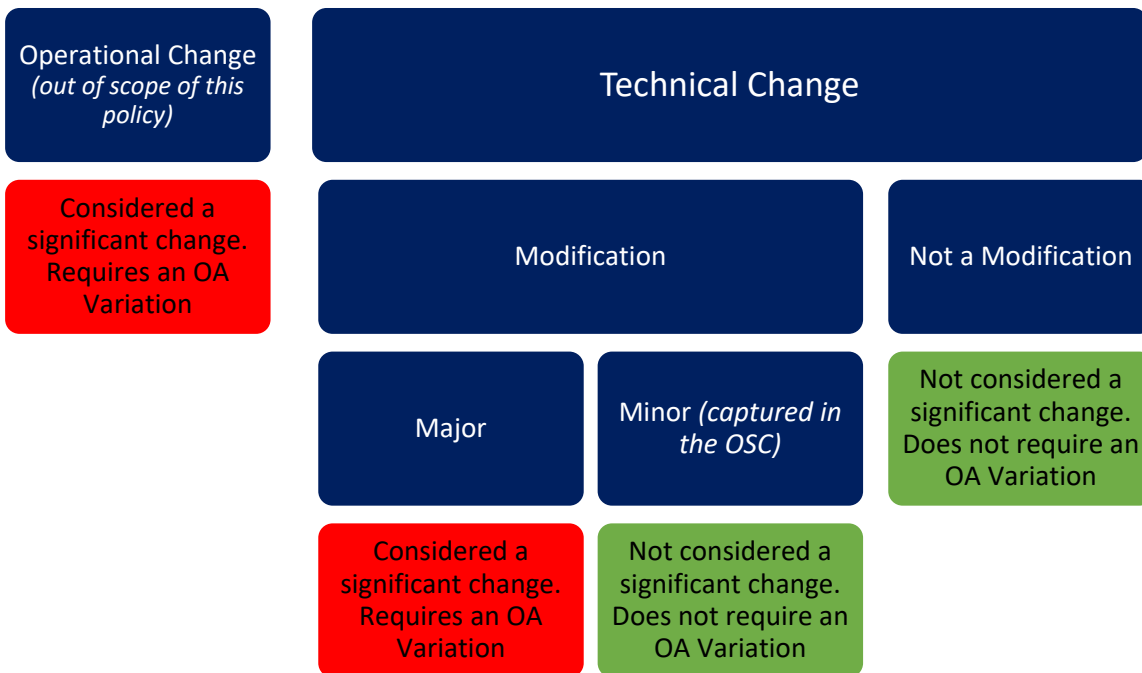 Operational Change
(out of scope of this
policy)
Technical Change
Considered a
significant change.
Requires an OA
Variation
Modification
Not a Modification
Major
Minor (captured in
the OSC)
Not considered a
significant change.
Does not require an
OA Variation
Considered a
significant change.
Requires an OA
Variation
Not considered a
significant change.
Does not require an
OA Variation